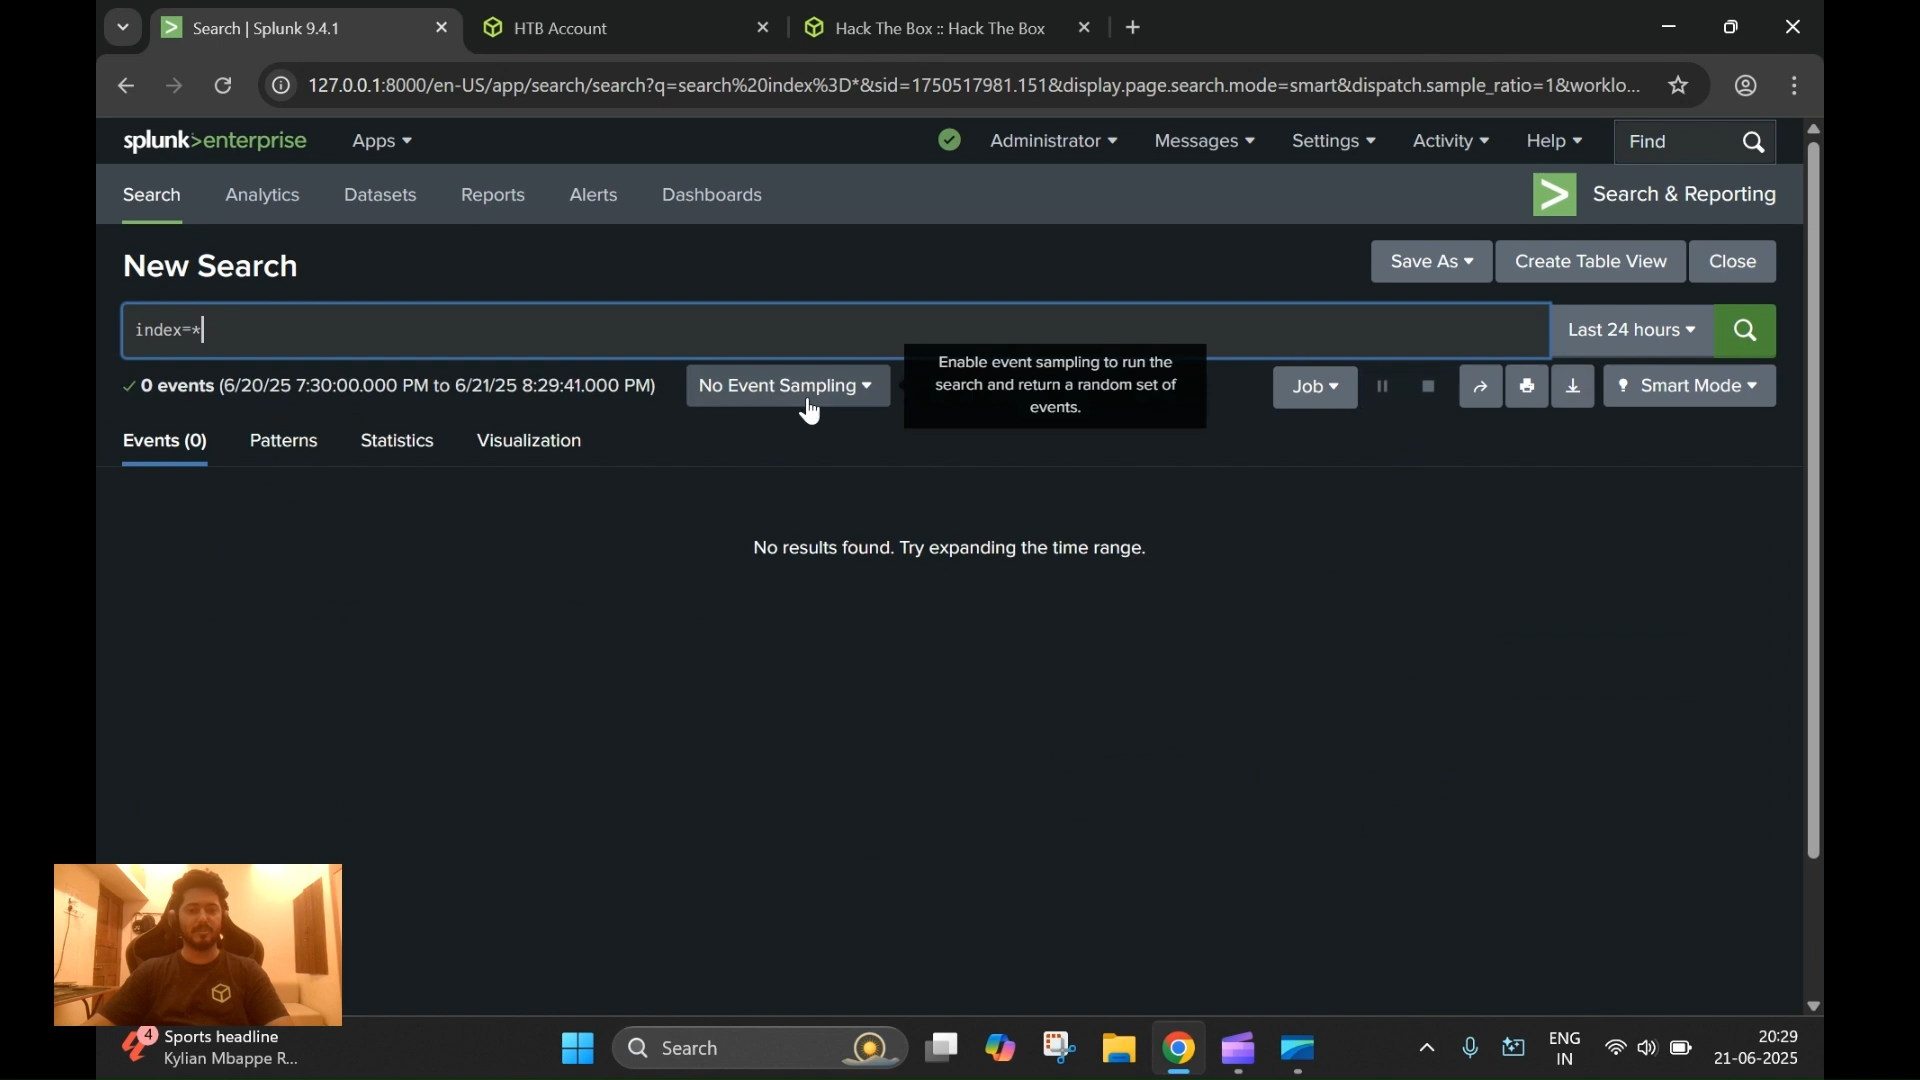 Search | Splunk 9.4.1
HTB Account
Hack The Box :: Hack The Box
127.0.0.1:8000/en-US/app/search/search?q=search%20index%3D*&sid=1750517981.151&display.page.search.mode=smart&dispatch.sample_ratio=1&worklo...
splunk>enterprise
Apps
Administrator
Messages
Settings
Activity
Help
Find
Search
Analytics
Datasets
Reports
Alerts
Dashboards
Search & Reporting
New Search
Save As
Create Table View
Close
index=*
Last 24 hours
0 events (6/20/25 7:30:00.000 PM to 6/21/25 8:29:41.000 PM)
No Event Sampling
Enable event sampling to run the
search and return a random set of
events.
Job
Smart Mode
Events (0)
Patterns
Statistics
Visualization
No results found. Try expanding the time range.
4
Sports headline
Kylian Mbappe R...
Search
ENG
IN
20:29
21-06-2025